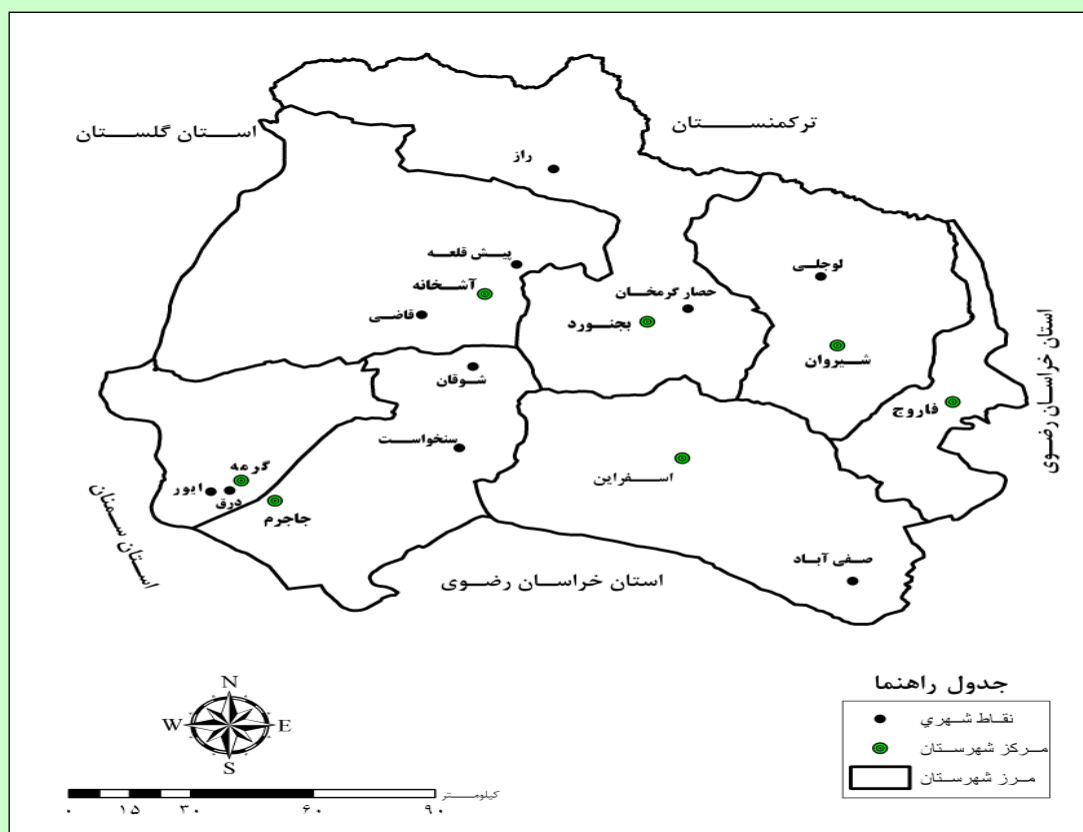 ترکمنستان
استان گلستان
راز
پیش قلعه
لوجلی
آشخانه
حصار گرمخان
قاضی
بجنورد
شیروان
استان خراسان رضوی
شوقان
فاروج
سنخواست
اسفراین
گرمه
ایور
درق
جاجرم
استان سمنان
صفی آباد
استان خراسان رضوی
جدول راهنما
نقاط شهري
مرکز شهرستان
مرز شهرستان
N
W E
S
کیلومتر
۰ ۱۵ ۳۰ ۶۰ ۹۰